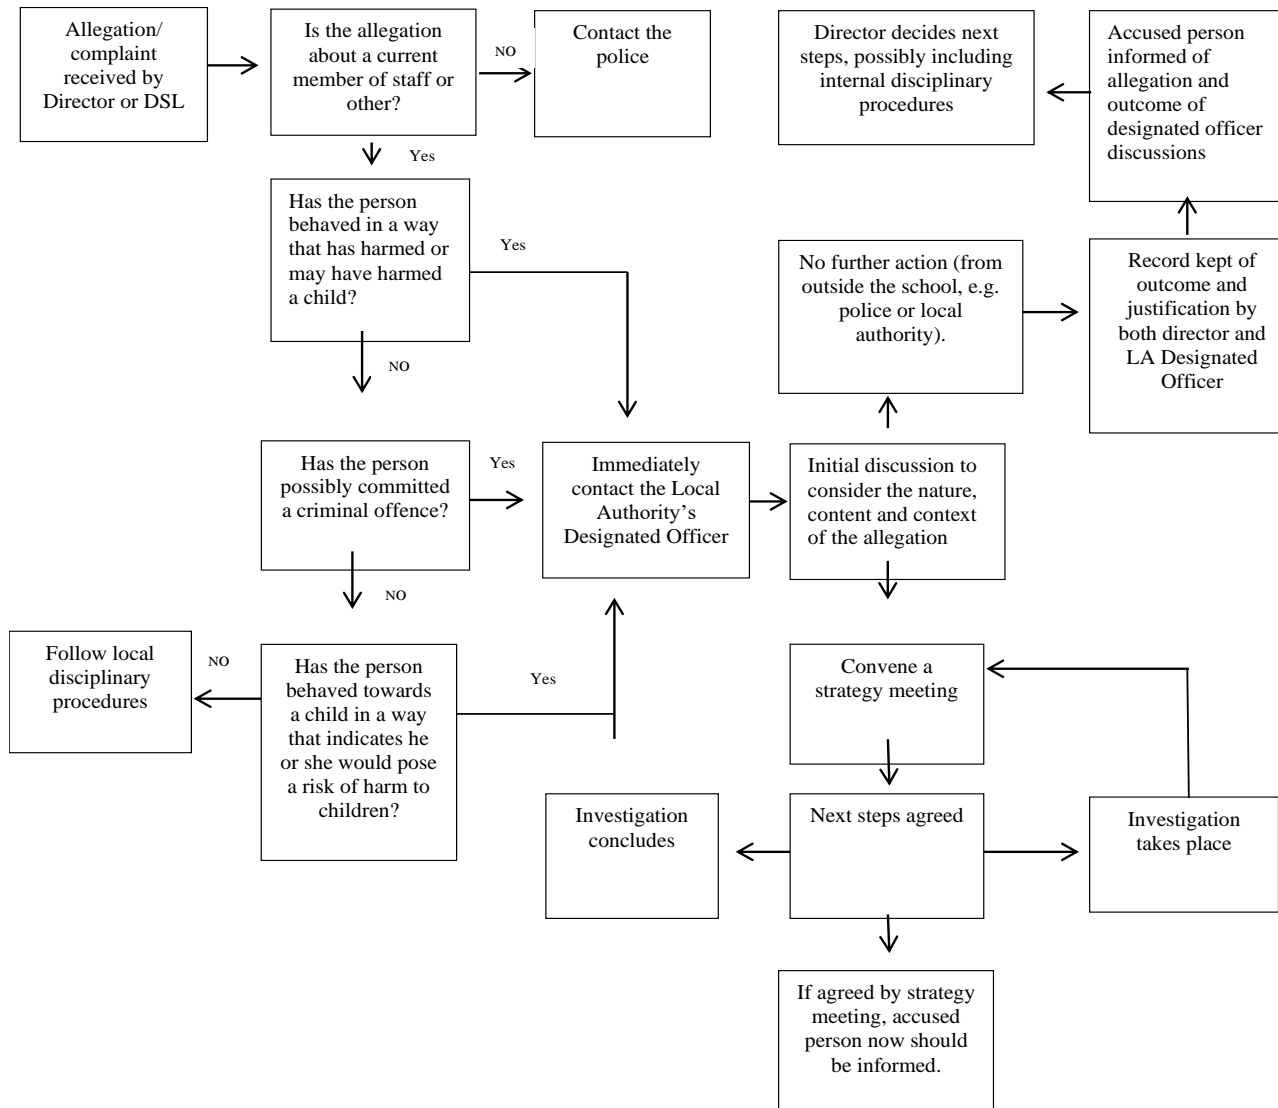 Allegation/
complaint
received by
Director or DSL
Is the allegation
about a current
member of staff or
other?
NO
Contact the
police
Director decides next
steps, possibly including
internal disciplinary
procedures
Accused person
informed of
allegation and
outcome of
designated officer
discussions
Yes
Has the person
behaved in a way
that has harmed or
may have harmed
a child?
Yes
No further action (from
outside the school, e.g.
police or local
authority).
Record kept of
outcome and
justification by
both director and
LA Designated
Officer
NO
Has the person
possibly committed
a criminal offence?
Yes
Immediately
contact the Local
Authority’s
Designated Officer
Initial discussion to
consider the nature,
content and context
of the allegation
NO
Follow local
disciplinary
procedures
NO
Has the person
behaved towards
a child in a way
that indicates he
or she would pose
a risk of harm to
children?
Yes
Convene a
strategy meeting
Investigation
concludes
Next steps agreed
Investigation
takes place
If agreed by strategy
meeting, accused
person now should
be informed.